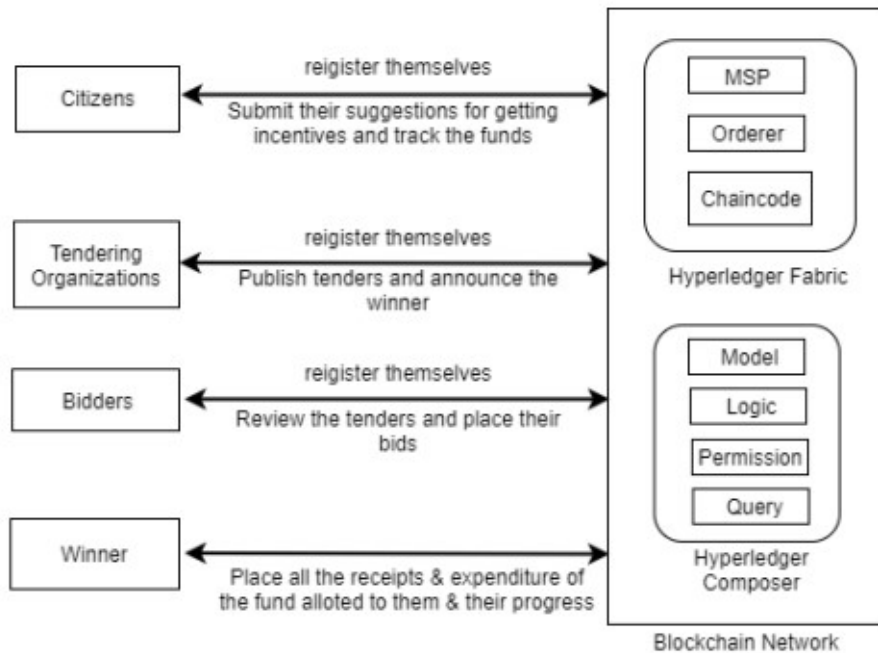 Citizens
reigister themselves
Submit their suggestions for getting
incentives and track the funds
Tendering
Organizations
reigister themselves
Publish tenders and announce the
winner
Bidders
reigister themselves
Review the tenders and place their
bids
Winner
Place all the receipts & expenditure of
the fund alloted to them & their progress
MSP
Orderer
Chaincode
Hyperledger Fabric
Model
Logic
Permission
Query
Hyperledger
Composer
Blockchain Network